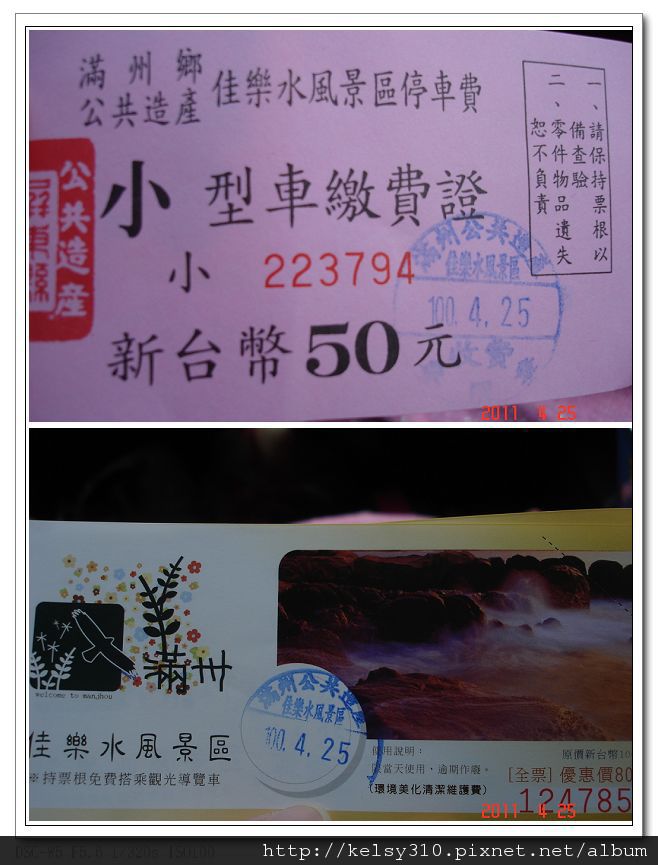 滿州鄉
公共造產
佳樂水風景區停車費
一、請保持票根以
備查驗
二、零件物品遺失
恕不負責
公共造產
屏東縣
小型車繳費證
小 223794
新台幣50元
滿州公共造產
佳樂水風景區
100.4.25
收費
2011 4 25
滿州
welcome to manjhou
佳樂水風景區
※持票根免費搭乘觀光導覽車
滿州公共造產
佳樂水風景區
100.4.25
使用說明：
限當天使用、逾期作廢。
(環境美化清潔維護費)
原價新台幣10
[全票] 優惠價80
124785
2011 4 25
http://kelsy310.pixnet.net/album